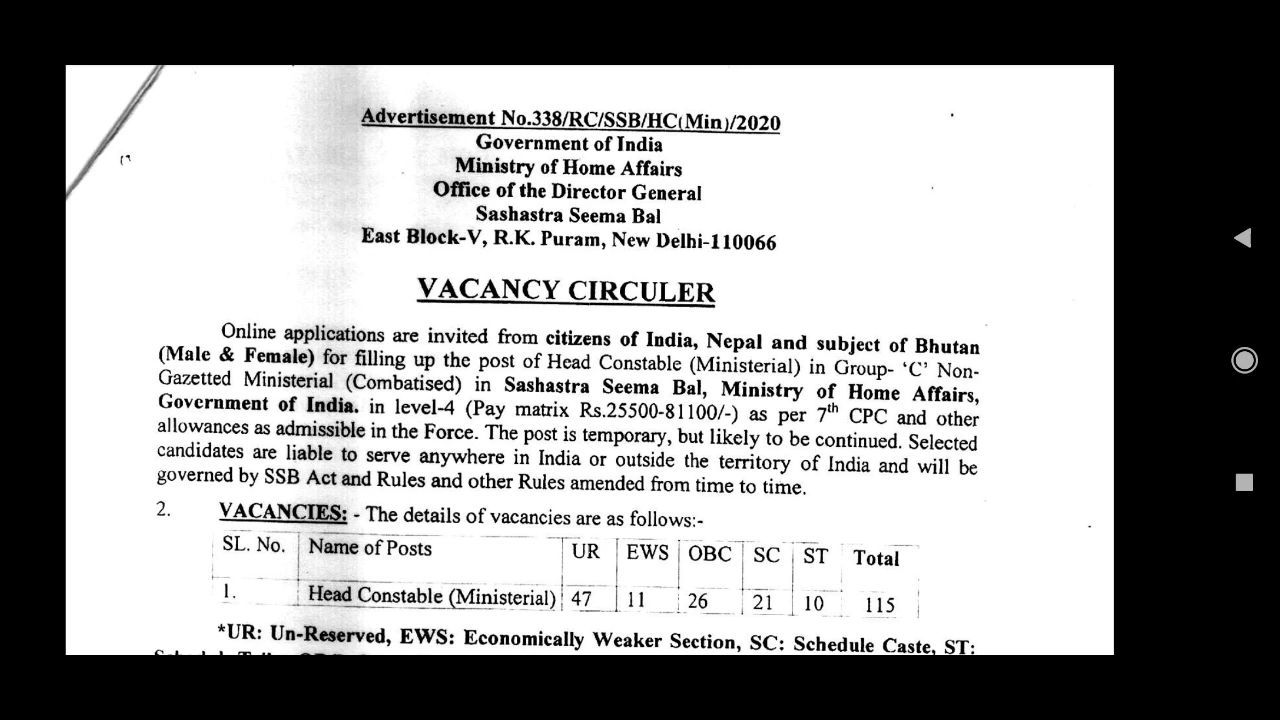 Advertisement No.338/RC/SSB/HC(Min)/2020
Government of India
Ministry of Home Affairs
Office of the Director General
Sashastra Seema Bal
East Block-V, R.K. Puram, New Delhi-110066
VACANCY CIRCULER
Online applications are invited from citizens of India, Nepal and subject of Bhutan
(Male & Female) for filling up the post of Head Constable (Ministerial) in Group- ‘C’ Non-
Gazetted Ministerial (Combatised) in Sashastra Seema Bal, Ministry of Home Affairs,
Government of India. in level-4 (Pay matrix Rs.25500-81100/-) as per 7th CPC and other
allowances as admissible in the Force. The post is temporary, but likely to be continued. Selected
candidates are liable to serve anywhere in India or outside the territory of India and will be
governed by SSB Act and Rules and other Rules amended from time to time.
2. VACANCIES: - The details of vacancies are as follows:-
SL. No. Name of Posts UR EWS OBC SC ST Total
1. Head Constable (Ministerial) 47 11 26 21 10 115
*UR: Un-Reserved, EWS: Economically Weaker Section, SC: Schedule Caste, ST: